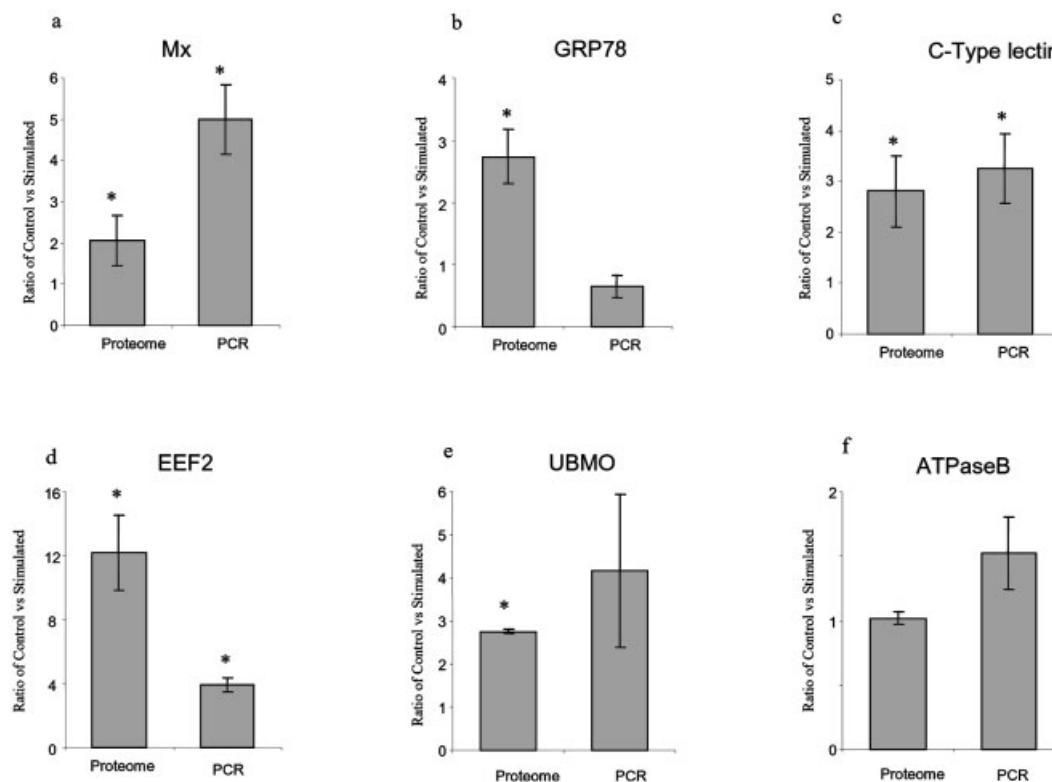 a
Mx
*
*
6
5
4
3
2
1
0
Ratio of Control vs Stimulated
Proteome
PCR
b
GRP78
*
4
3
2
1
0
Ratio of Control vs Stimulated
Proteome
PCR
c
C-Type lectin
*
*
5
4
3
2
1
0
Ratio of Control vs Stimulated
Proteome
PCR
d
EEF2
*
*
16
12
8
4
0
Ratio of Control vs Stimulated
Proteome
PCR
e
UBMO
*
6
5
4
3
2
1
0
Ratio of Control vs Stimulated
Proteome
PCR
f
ATPaseB
2
1
0
Ratio of Control vs Stimulated
Proteome
PCR